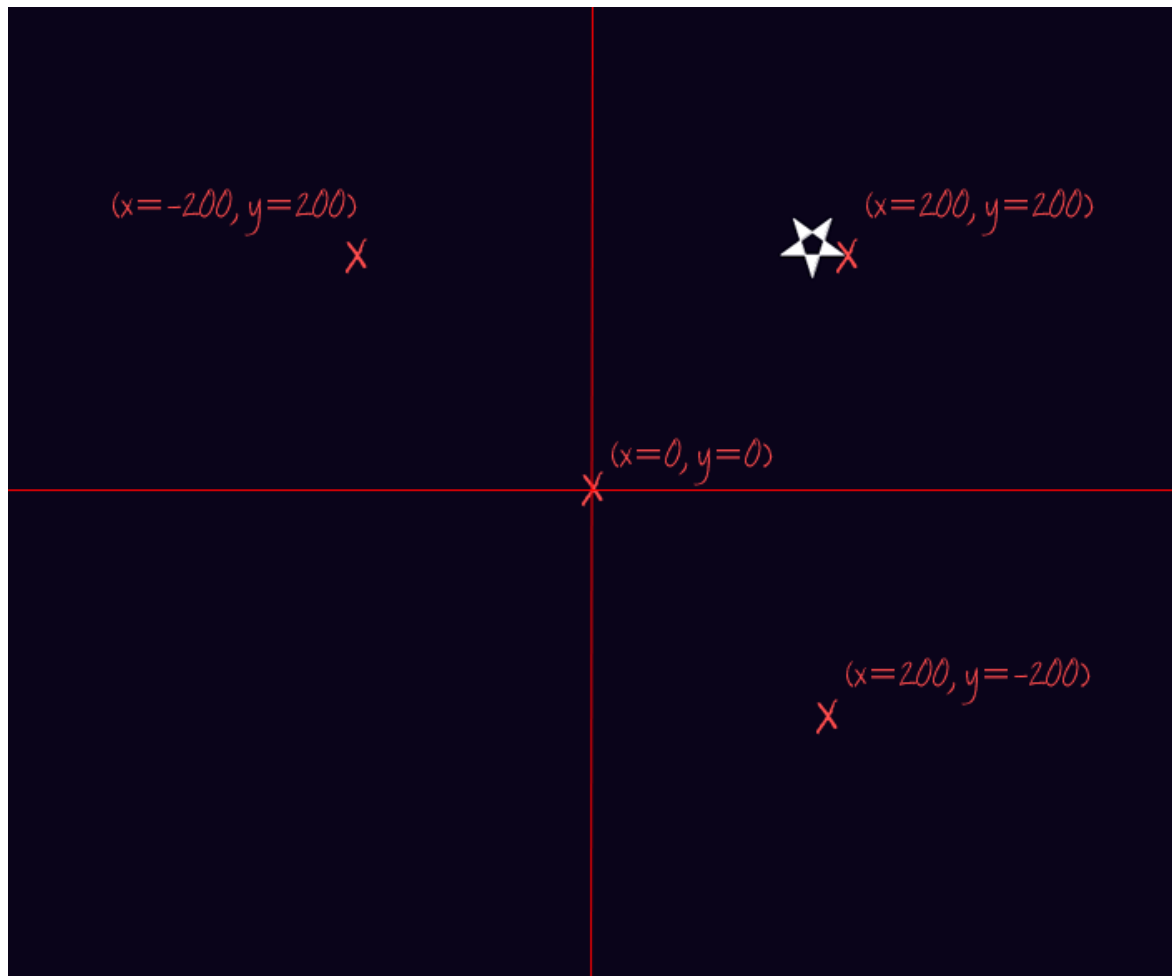 (x=-200, y=200)
(x=200, y=200)
(x=0, y=0)
(x=200, y=-200)